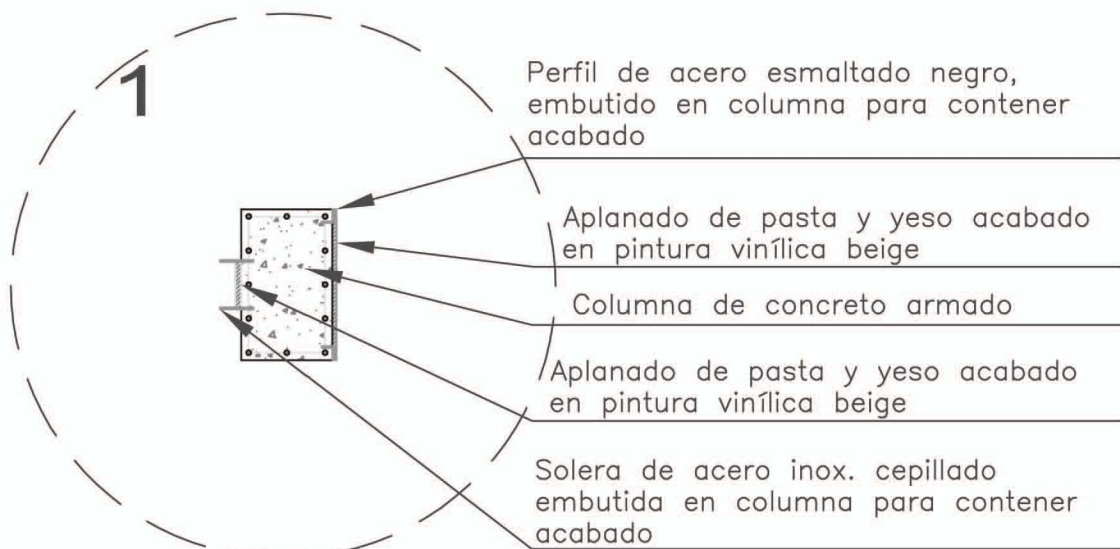 1
Perfil de acero esmaltado negro,
embutido en columna para contener
acabado
Aplanado de pasta y yeso acabado
en pintura vinílica beige
Columna de concreto armado
Aplanado de pasta y yeso acabado
en pintura vinílica beige
Solera de acero inox. cepillado
embutida en columna para contener
acabado